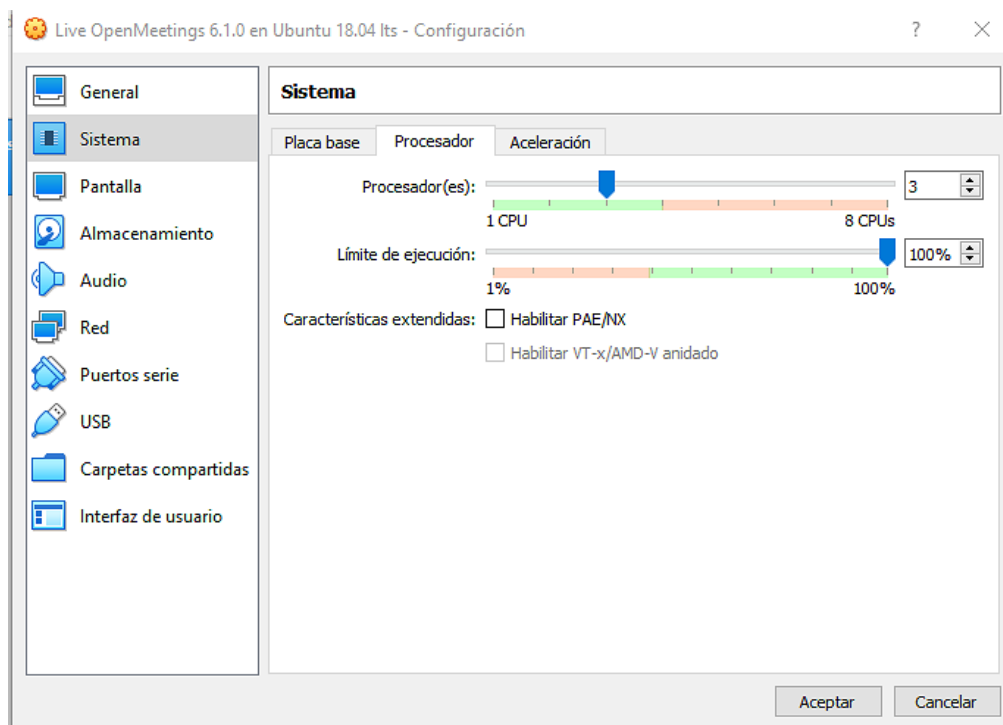 Live OpenMeetings 6.1.0 en Ubuntu 18.04 lts - Configuración
?
General
Sistema
Pantalla
Almacenamiento
Audio
Red
Puertos serie
USB
Carpetas compartidas
Interfaz de usuario
Sistema
Placa base Procesador Aceleración
Procesador(es): 3
1 CPU 8 CPUs
Límite de ejecución: 100%
1% 100%
Características extendidas: Habilitar PAE/NX
Habilitar VT-x/AMD-V anidado
Aceptar Cancelar